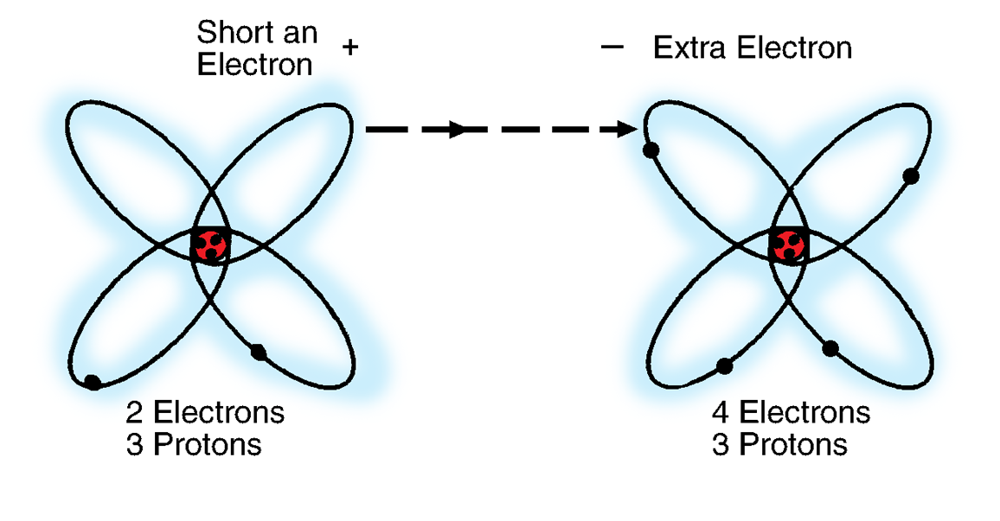 Short an
Electron
+
− Extra Electron
2 Electrons
3 Protons
4 Electrons
3 Protons